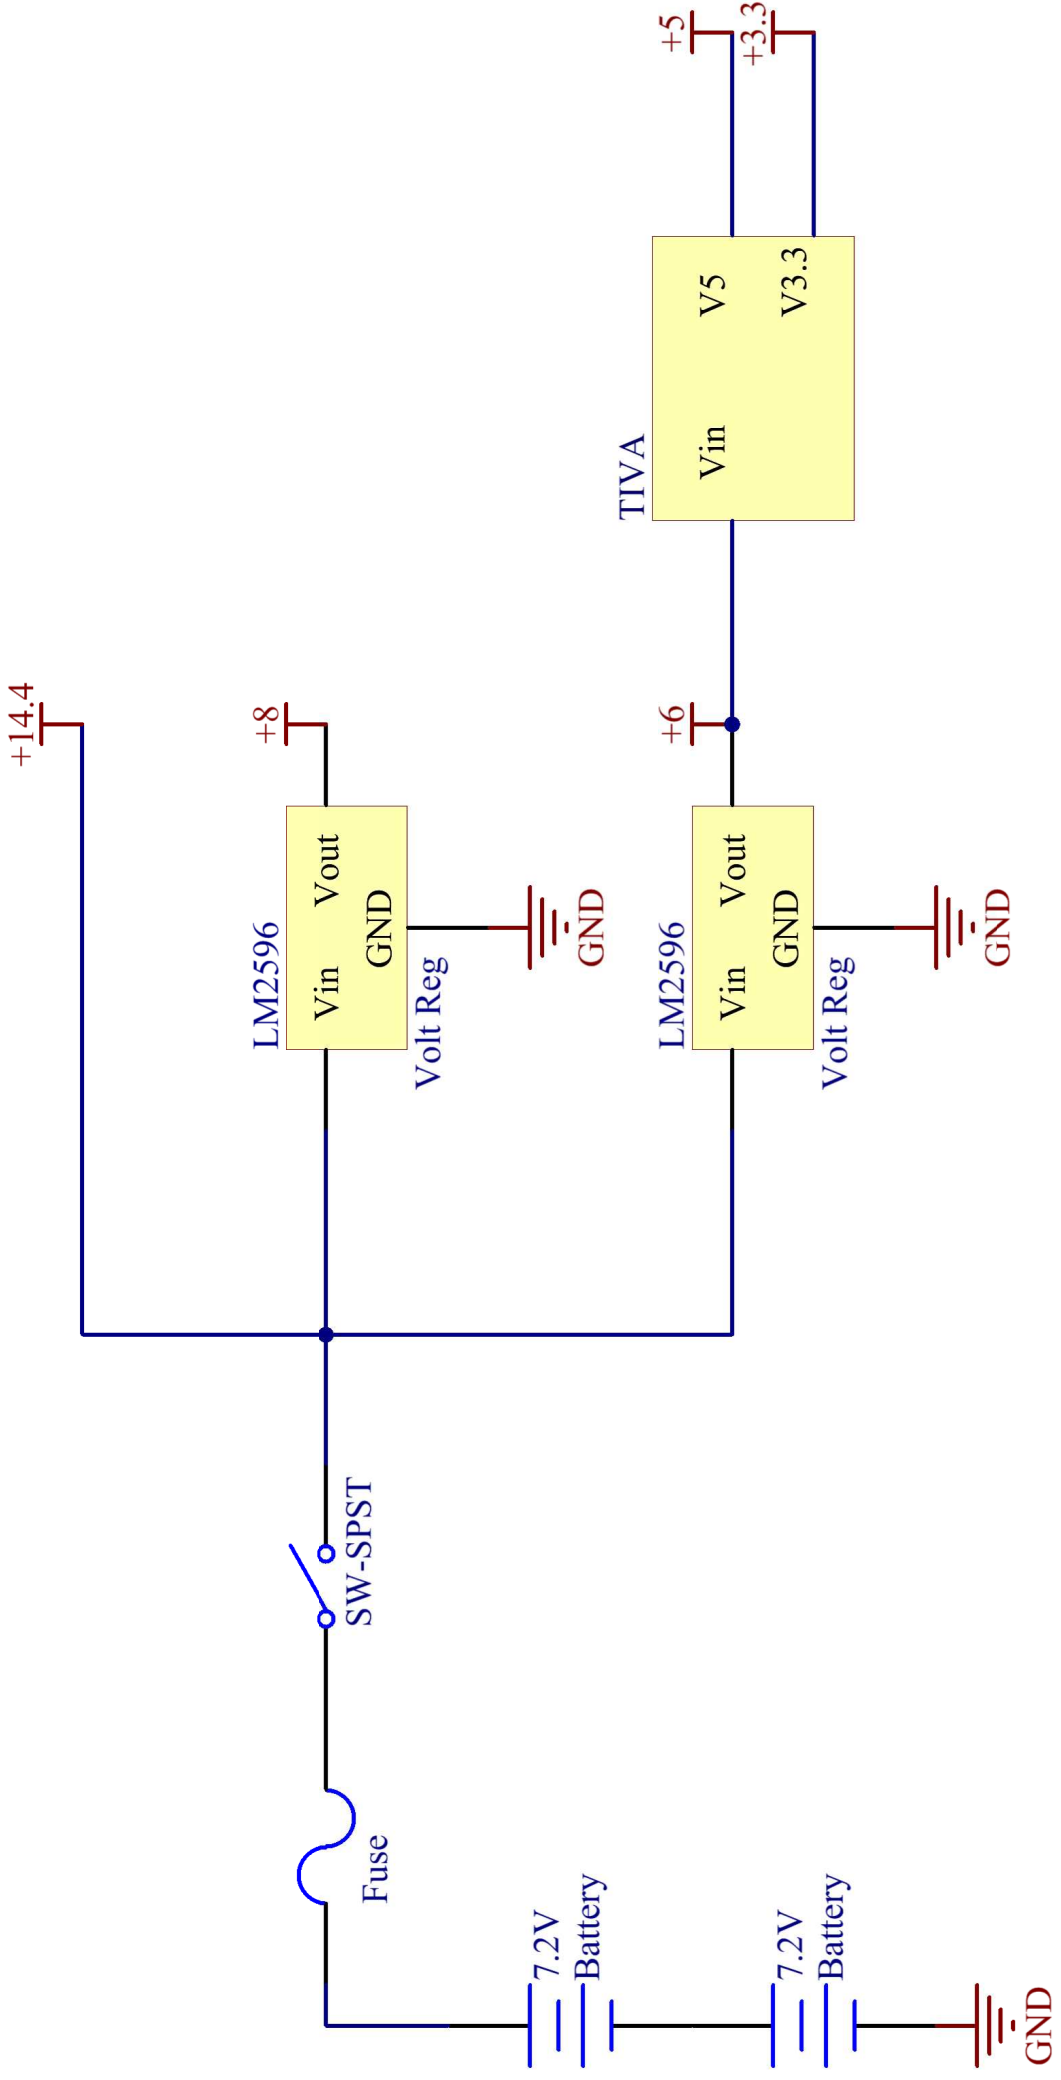 +14.4
LM2596
Vin
Vout
GND
Volt Reg
+8
GND
Fuse
SW-SPST
7.2V
Battery
7.2V
Battery
GND
LM2596
Vin
Vout
GND
Volt Reg
+6
GND
TIVA
Vin
V5
V3.3
+5
+3.3